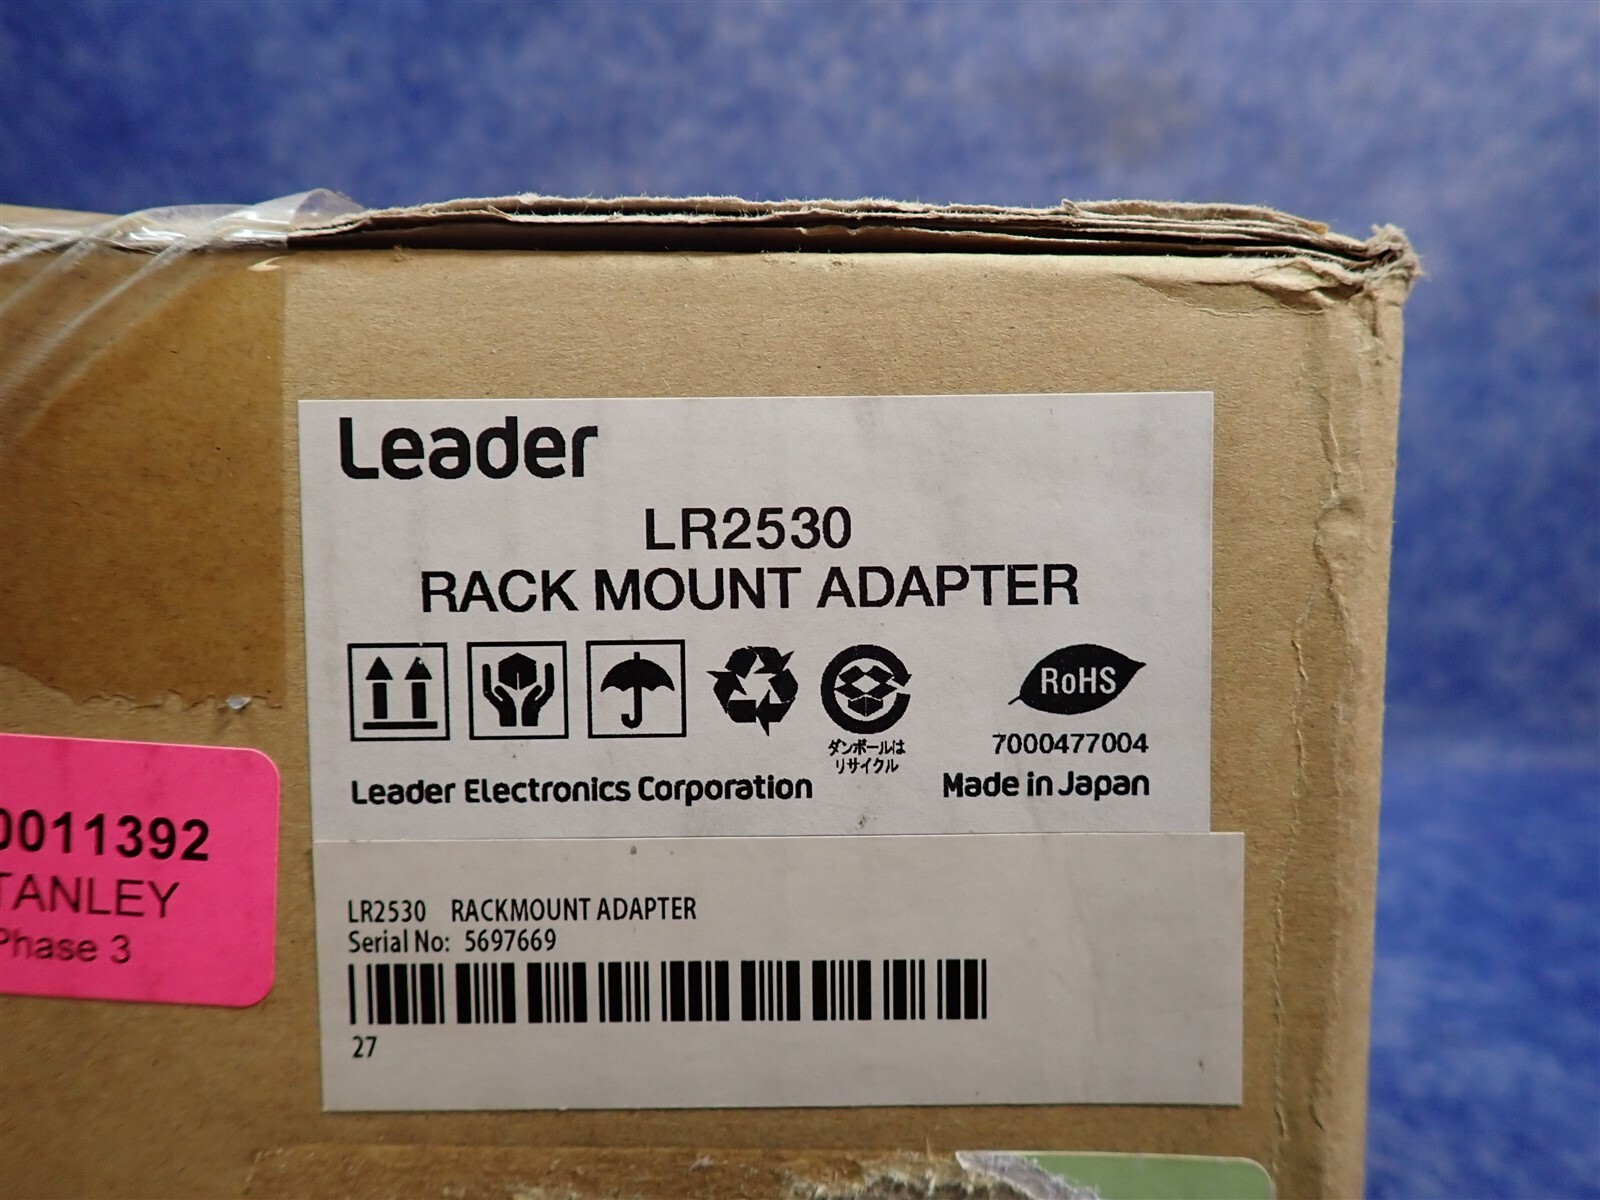 Leader
LR2530
RACK MOUNT ADAPTER
RoHS
ダンボールは
リサイクル
7000477004
Leader Electronics Corporation
Made in Japan
0011392
TANLEY
Phase 3
LR2530 RACKMOUNT ADAPTER
Serial No: 5697669
27